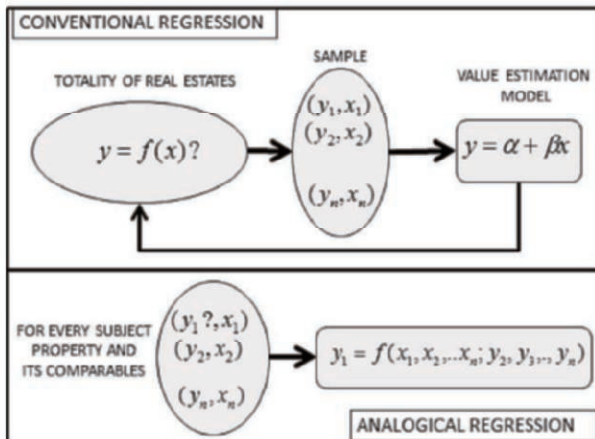 CONVENTIONAL REGRESSION
TOTALITY OF REAL ESTATES
y = f(x)?
SAMPLE
(y₁,x₁)
(y₂,x₂)
(yₙ,xₙ)
VALUE ESTIMATION
MODEL
y = α + βx
FOR EVERY SUBJECT
PROPERTY AND
ITS COMPARABLES
(y₁?,x₁)
(y₂,x₂)
(yₙ,xₙ)
y₁ = f(x₁,x₂,..xₙ; y₂,y₃,.,yₙ)
ANALOGICAL REGRESSION